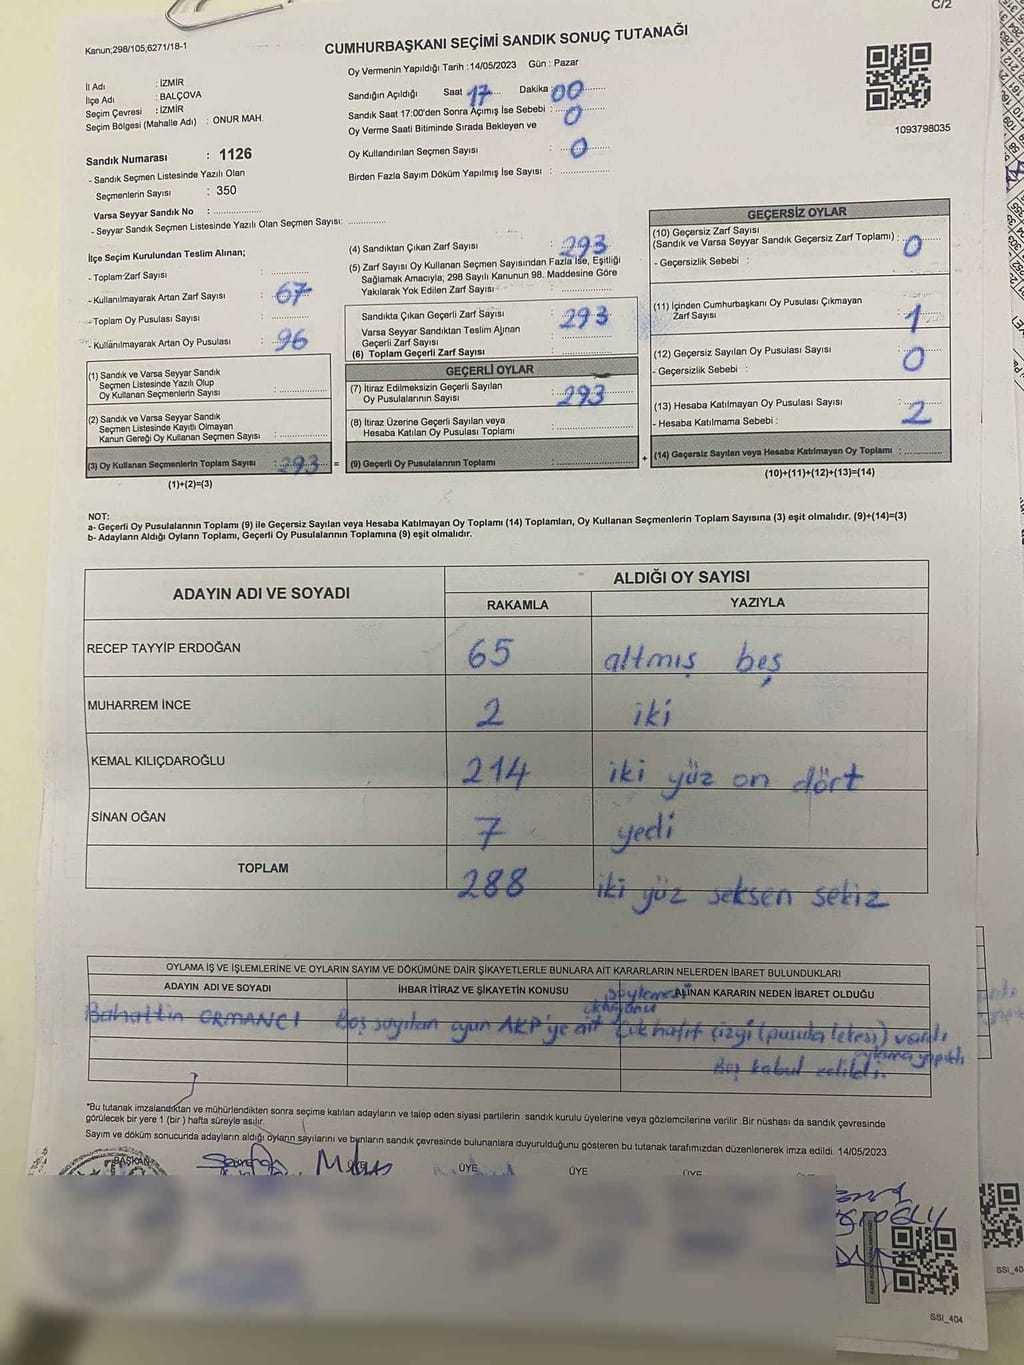 C/2
Kanun;298/105,6271/18-1
CUMHURBAŞKANI SEÇİMİ SANDIK SONUÇ TUTANAĞI
İl Adı : İZMİR
İlçe Adı : BALÇOVA
Seçim Çevresi : İZMİR
Seçim Bölgesi (Mahalle Adı) : ONUR MAH.
Sandık Numarası : 1126
- Sandık Seçmen Listesinde Yazılı Olan
Seçmenlerin Sayısı : 350
Varsa Seyyar Sandık No :
- Seyyar Sandık Seçmen Listesinde Yazılı Olan Seçmen Sayısı:
Oy Vermenin Yapıldığı Tarih :14/05/2023 Gün : Pazar
Sandığın Açıldığı Saat 17 Dakika 00
Sandık Saat 17:00'den Sonra Açımış İse Sebebi : 0
Oy Verme Saati Bitiminde Sırada Bekleyen ve
Oy Kullandırılan Seçmen Sayısı : 0
Birden Fazla Sayım Döküm Yapılmış İse Sayısı :
1093798035
İlçe Seçim Kurulundan Teslim Alınan;
- Toplam Zarf Sayısı :
- Kullanılmayarak Artan Zarf Sayısı : 67
- Toplam Oy Pusulası Sayısı :
- Kullanılmayarak Artan Oy Pusulası : 96
(1) Sandık ve Varsa Seyyar Sandık
Seçmen Listesinde Yazılı Olup
Oy Kullanan Seçmenlerin Sayısı :
(2) Sandık ve Varsa Seyyar Sandık
Seçmen Listesinde Kayıtlı Olmayan
Kanun Gereği Oy Kullanan Seçmen Sayısı :
(3) Oy Kullanan Seçmenlerin Toplam Sayısı : 293 =
(1)+(2)=(3)
(4) Sandıktan Çıkan Zarf Sayısı : 293
(5) Zarf Sayısı Oy Kullanan Seçmen Sayısından Fazla İse, Eşitliği
Sağlamak Amacıyla, 298 Sayılı Kanunun 98. Maddesine Göre
Yakılarak Yok Edilen Zarf Sayısı :
Sandıkta Çıkan Geçerli Zarf Sayısı : 293
Varsa Seyyar Sandıktan Teslim Alınan
Geçerli Zarf Sayısı :
(6) Toplam Geçerli Zarf Sayısı :
GEÇERLİ OYLAR
(7) İtiraz Edilmeksizin Geçerli Sayılan
Oy Pusulalarının Sayısı : 293
(8) İtiraz Üzerine Geçerli Sayılan veya
Hesaba Katılan Oy Pusulası Toplamı :
(9) Geçerli Oy Pusulalarının Toplamı : +
GEÇERSİZ OYLAR
(10) Geçersiz Zarf Sayısı
(Sandık ve Varsa Seyyar Sandık Geçersiz Zarf Toplamı) : 0
- Geçersizlik Sebebi :
(11) İçinden Cumhurbaşkanı Oy Pusulası Çıkmayan
Zarf Sayısı : 1
(12) Geçersiz Sayılan Oy Pusulası Sayısı : 0
- Geçersizlik Sebebi :
(13) Hesaba Katılmayan Oy Pusulası Sayısı : 2
- Hesaba Katılmama Sebebi :
(14) Geçersiz Sayılan veya Hesaba Katılmayan Oy Toplamı :
(10)+(11)+(12)+(13)=(14)
NOT:
a- Geçerli Oy Pusulalarının Toplamı (9) ile Geçersiz Sayılan veya Hesaba Katılmayan Oy Toplamı (14) Toplamları, Oy Kullanan Seçmenlerin Toplam Sayısına (3) eşit olmalıdır. (9)+(14)=(3)
b- Adayların Aldığı Oyların Toplamı, Geçerli Oy Pusulalarının Toplamına (9) eşit olmalıdır.
ADAYIN ADI VE SOYADI ALDIĞI OY SAYISI
RAKAMLA YAZIYLA
RECEP TAYYİP ERDOĞAN 65 altmış beş
MUHARREM İNCE 2 iki
KEMAL KILIÇDAROĞLU 214 iki yüz on dört
SİNAN OĞAN 7 yedi
TOPLAM 288 iki yüz seksen sekiz
OYLAMA İŞ VE İŞLEMLERİNE VE OYLARIN SAYIM VE DÖKÜMÜNE DAİR ŞİKAYETLERLE BUNLARA AİT KARARLARIN NELERDEN İBARET BULUNDUKLARI
ADAYIN ADI VE SOYADI İHBAR İTİRAZ VE ŞİKAYETİN KONUSU ALINAN KARARIN NEDEN İBARET OLDUĞU
Bahattin ORMANCI Boş sayılan oyun AKP'ye ait olduğunu söylemesi Çok hafif çizgi (pusula lekesi) vardı
oylama yapıldı
Boş kabul edildi.
*Bu tutanak imzalandıktan ve mühürlendikten sonra seçime katılan adayların ve talep eden siyasi partilerin sandık kurulu üyelerine veya gözlemcilerine verilir .Bir nüshası da sandık çevresinde
görülecek bir yere 1 (bir ) hafta süreyle asılır.
Sayım ve döküm sonucunda adayların aldığı oyların sayılarını ve bunların sandık çevresinde bulunanlara duyurulduğunu gösteren bu tutanak tarafımızdan düzenlenerek imza edildi. 14/05/2023
BAŞKAN ÜYE ÜYE ÜYE
SSI_404